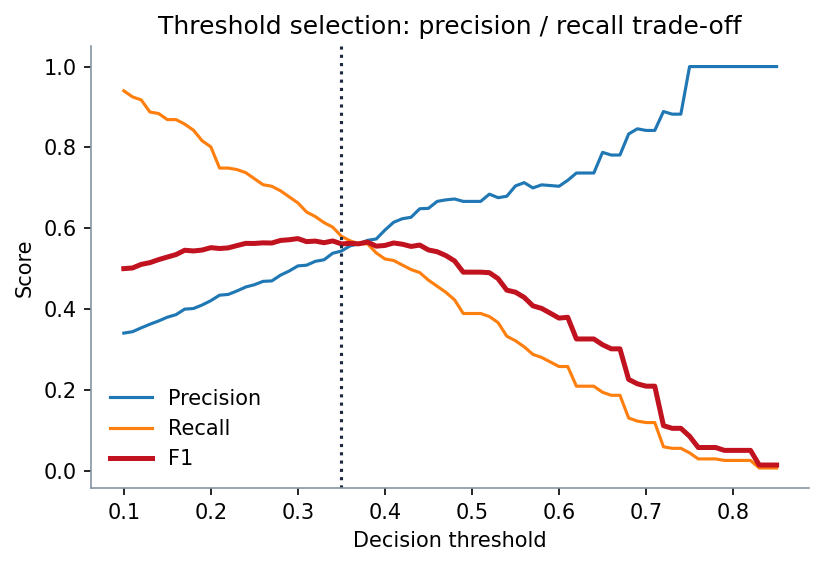 Threshold selection: precision / recall trade-off
1.0
0.8
0.6
0.4
0.2
0.0
Score
Precision
Recall
F1
0.1 0.2 0.3 0.4 0.5 0.6 0.7 0.8
Decision threshold